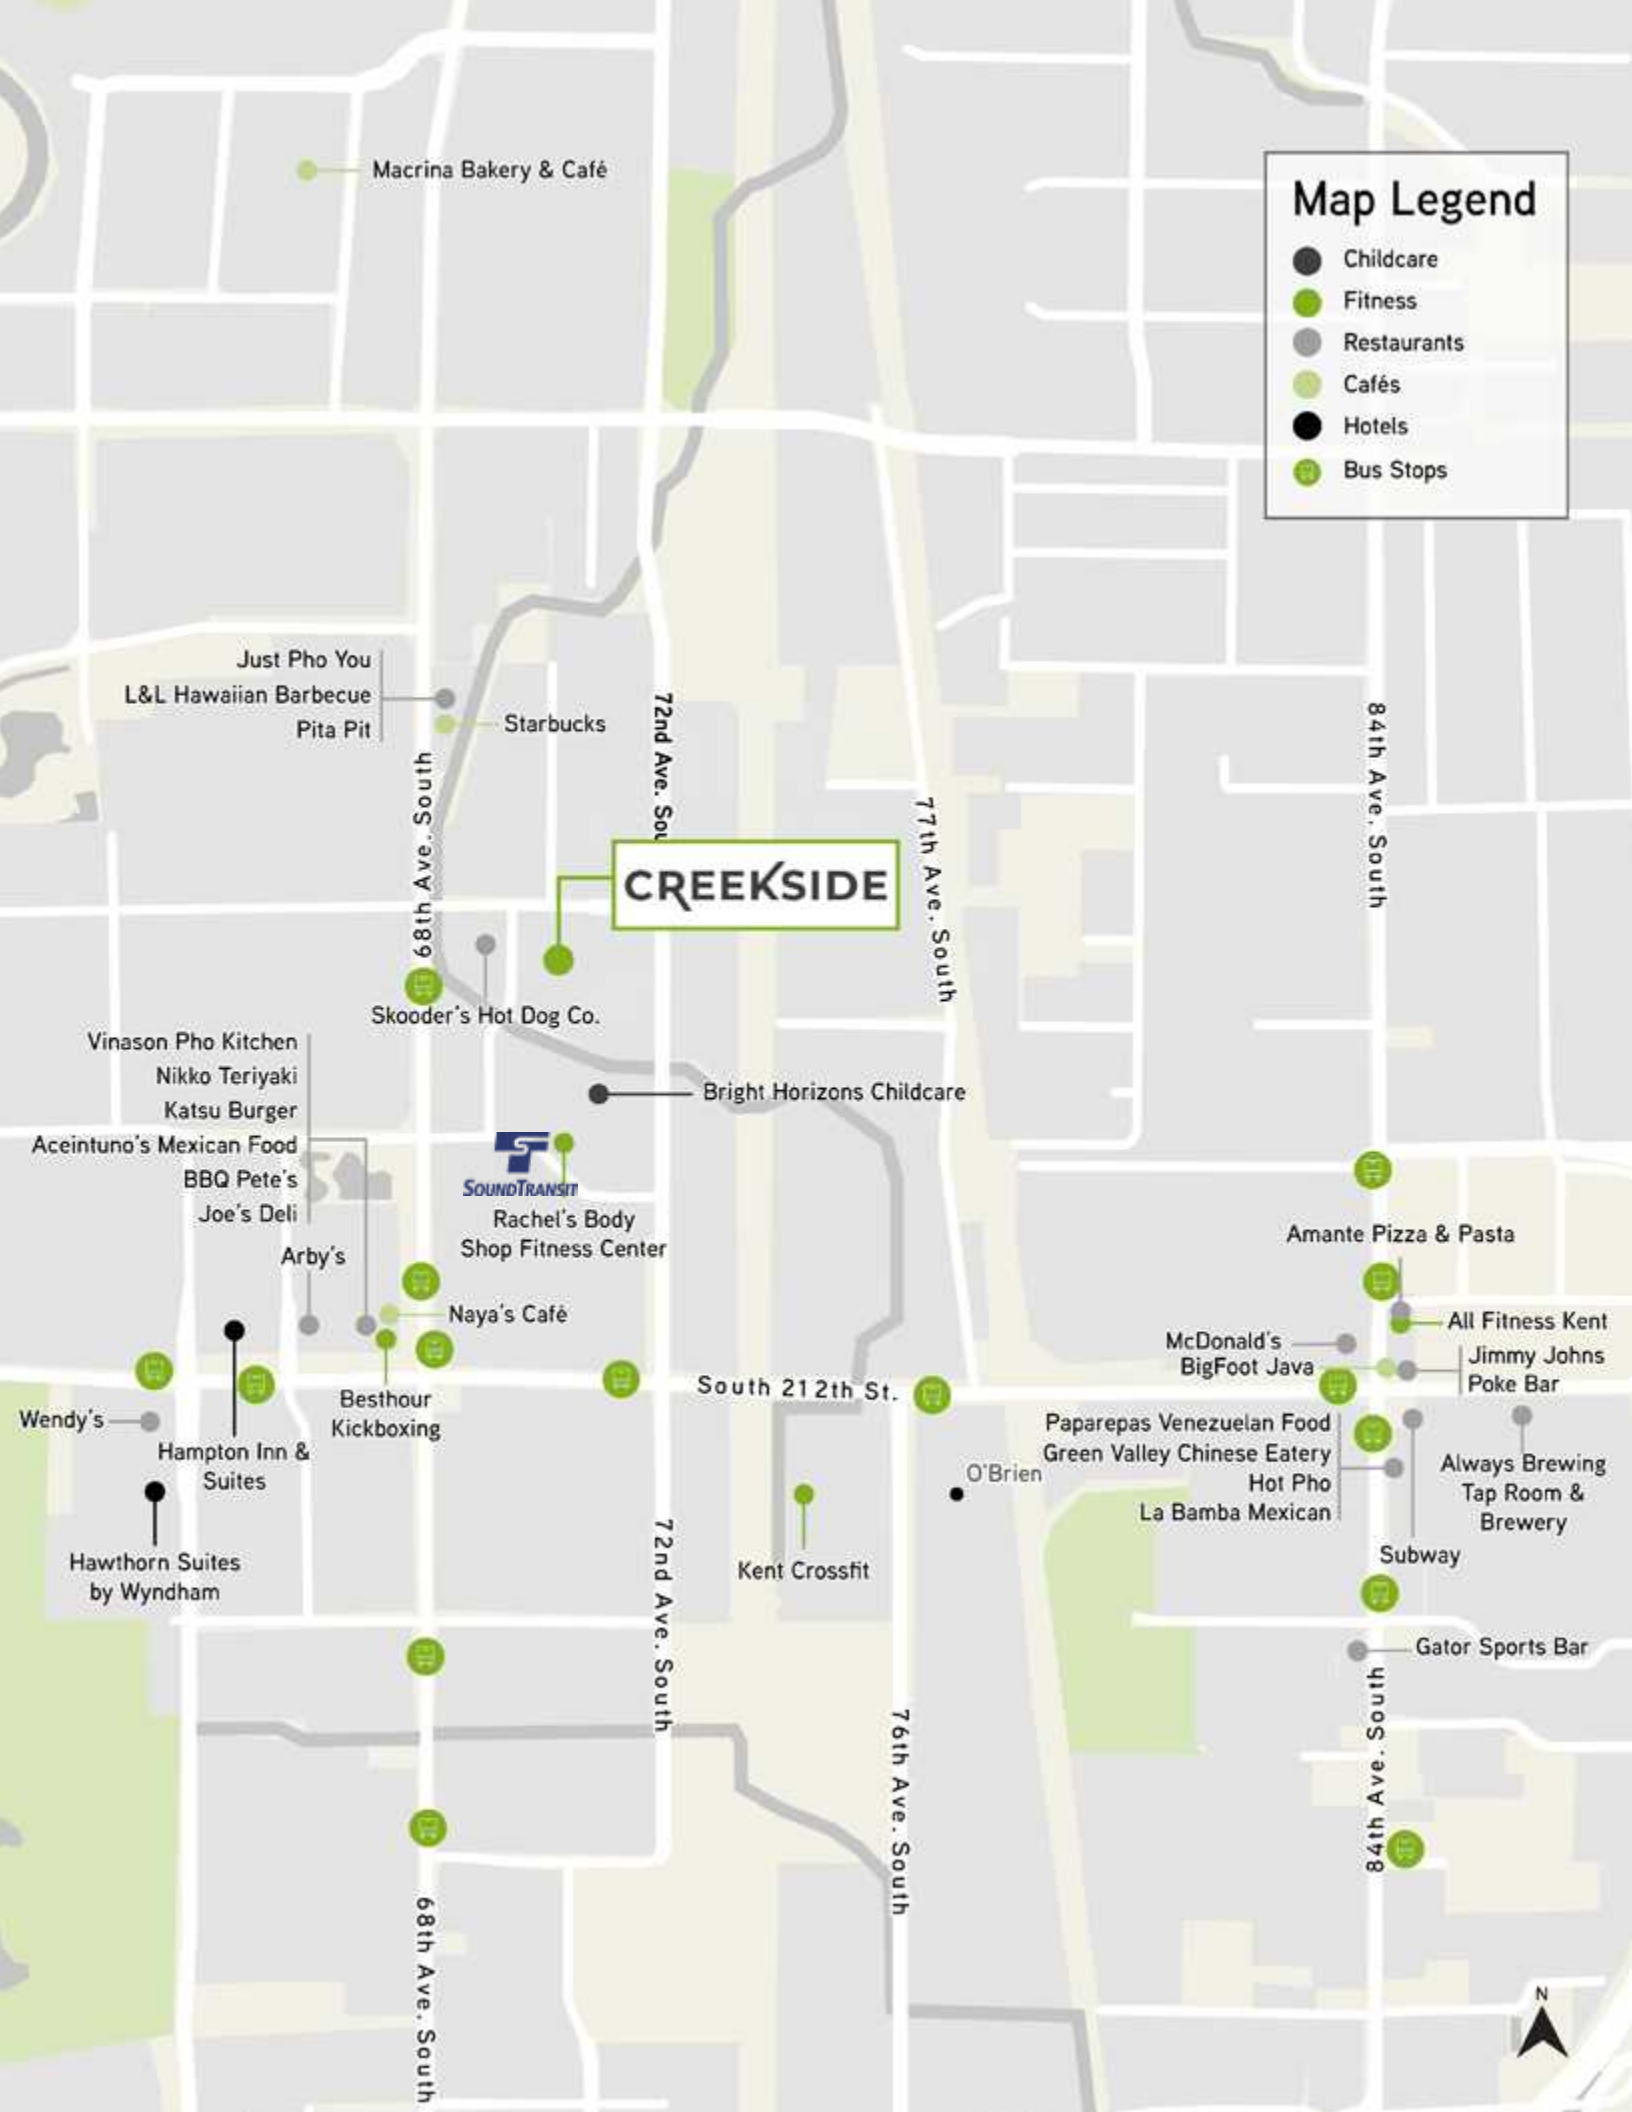 Macrina Bakery & Café
Map Legend
Childcare
Fitness
Restaurants
Cafés
Hotels
Bus Stops
Just Pho You
L&L Hawaiian Barbecue
Pita Pit
Starbucks
68th Ave. South
72nd Ave. Sou
77th Ave. South
84th Ave. South
CREEKSIDE
Skooder's Hot Dog Co.
Vinason Pho Kitchen
Nikko Teriyaki
Katsu Burger
Aceintuno's Mexican Food
BBQ Pete's
Joe's Deli
Bright Horizons Childcare
SOUNDTRANSIT
Rachel's Body
Shop Fitness Center
Arby's
Naya's Café
Amante Pizza & Pasta
All Fitness Kent
McDonald's
BigFoot Java
Jimmy Johns
Poke Bar
South 212th St.
Besthour
Kickboxing
Wendy's
Hampton Inn &
Suites
Hawthorn Suites
by Wyndham
Kent Crossfit
O'Brien
Paparepas Venezuelan Food
Green Valley Chinese Eatery
Hot Pho
La Bamba Mexican
Always Brewing
Tap Room &
Brewery
Subway
Gator Sports Bar
72nd Ave. South
76th Ave. South
84th Ave. South
68th Ave. South
N